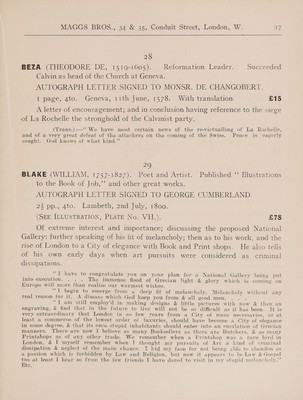 MAGGS BROS., 34 & 35, Conduit Street, London, W. 17
28
BEZA (THEODORE DE, 1519-1605). Reformation Leader. Succeeded
Calvin as head of the Church at Geneva.
AUTOGRAPH LETTER SIGNED TO MONSR. DE CHANGOBERT.
1 page, 4to. Geneva, 11th June, 1578. With translation. £15
A letter of encouragement; and in conclusion having reference to the siege
of La Rochelle the stronghold of the Calvanist party.
(Trans.):—"We have most certain news of the re-victualling of La Rochelle,
and of a very great defeat of the attackers on the coming of the Swiss. Peace is eagerly
sought. God knows of what kind."
29
BLAKE (WILLIAM, 1757-1827). Poet and Artist. Published "Illustrations
to the Book of Job," and other great works.
AUTOGRAPH LETTER SIGNED TO GEORGE CUMBERLAND.
2½ pp., 4to. Lambeth, 2nd July, 1800.
(SEE ILLUSTRATION, PLATE No. VII.). £78
Of extreme interest and importance; discussing the proposed National
Gallery: further speaking of his fit of melancholy; then as to his work, and the
rise of London to a City of elegance with Book and Print shops. He also tells
of his own early days when art pursuits were considered as criminal
dissipations.
"I have to congratulate you on your plan for a National Gallery being put
into execution. . . . The immense flood of Grecian light & glory which is coming on
Europe will more than realize our warmest wishes.
"I begin to emerge from a deep fit of melancholy. Melancholy without any
real reason for it. A disease which God keep you from & all good men. . . .
"I am still employ'd in making designs & little pictures with now & then an
engraving, & find that in the future to live will not be so difficult as it has been. It is
very extraordinary that London in so few years from a City of mere necessaries, or at
least a commerce of the lowest order of luxuries, should have become a City of elegance
in some degree, & that its once stupid inhabitants should enter into an emulation of Grecian
manners. There are now I believe as many Booksellers as there are Butchers, & as many
Printshops as of any other trade. We remember when a Printshop was a rare bird in
London, & I myself remember when I thought my pursuits of Art a kind of criminal
dissipation & neglect of the main chance. I hid my face for not being able to abandon as
a passion which is forbidden by Law and Religion, but now it appears to be Law & Gospel
too at least I hear so from the few friends I have dared to visit in my stupid melancholy."
Etc.